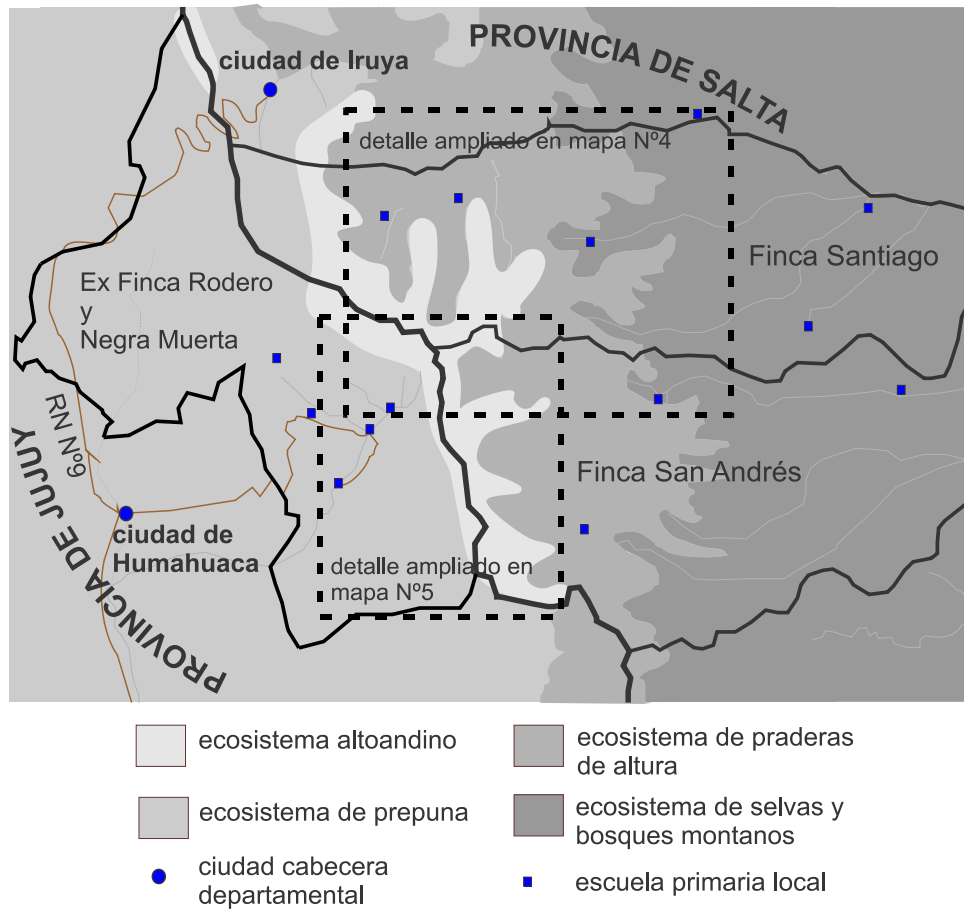 PROVINCIA DE SALTA
ciudad de Iruya
detalle ampliado en mapa Nº4
Finca Santiago
Ex Finca Rodero
y
Negra Muerta
RN Nº9
PROVINCIA DE JUJUY
Finca San Andrés
ciudad de
Humahuaca
detalle ampliado en
mapa Nº5
ecosistema altoandino
ecosistema de praderas
de altura
ecosistema de prepuna
ecosistema de selvas y
bosques montanos
ciudad cabecera
departamental
escuela primaria local